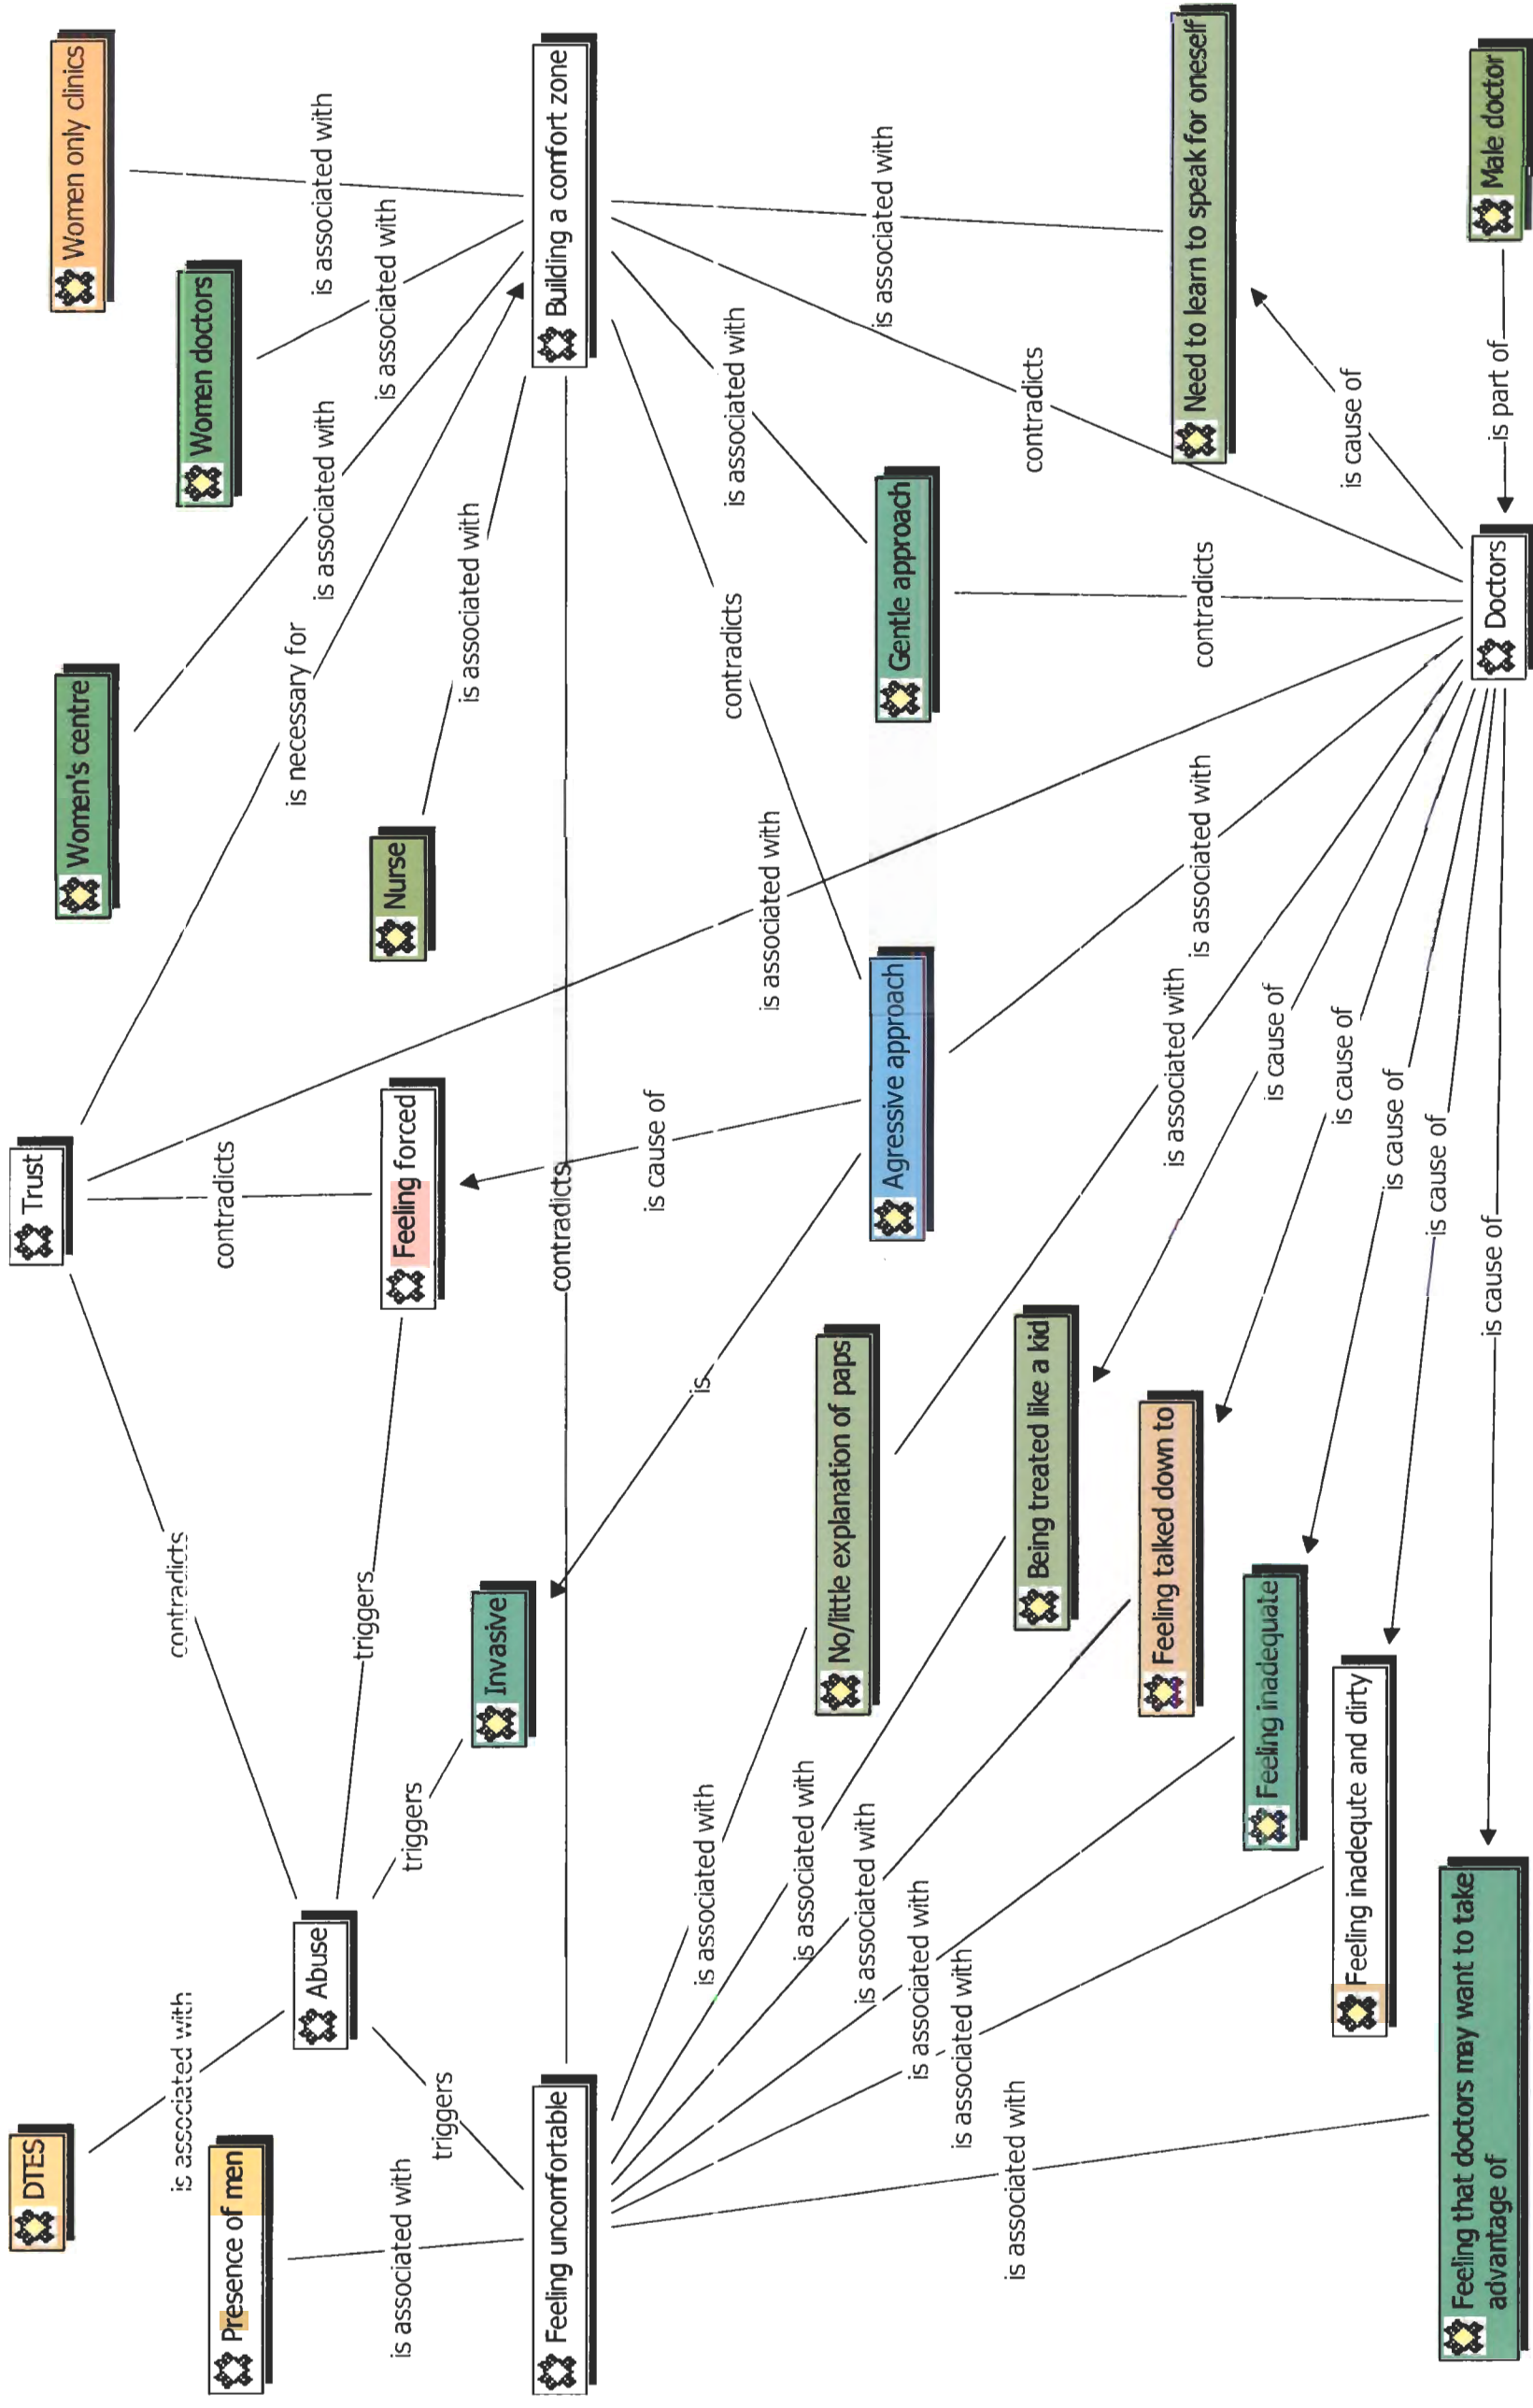 DTES
Trust
Women's centre
Women only clinics
is associated with
contradicts
contradicts
is necessary for
is associated with
is associated with
Presence of men
Women doctors
is associated with
Abuse
triggers
Feeling forced
Nurse
is associated with
triggers
triggers
is associated with
Feeling uncomfortable
Invasive
contradicts
Building a comfort zone
is associated with
is
is cause of
is associated with
contradicts
is associated with
is associated with
No/little explanation of paps
Agressive approach
Gentle approach
is associated with
is associated with
is associated with
is associated with
Being treated like a kid
contradicts
is associated with
Feeling talked down to
is associated with
is associated with
contradicts
Need to learn to speak for oneself
Feeling inadequate
is cause of
is cause of
is cause of
Feeling inadequte and dirty
is cause of
is cause of
Feeling that doctors may want to take
advantage of
is cause of
Doctors
is part of
Male doctor